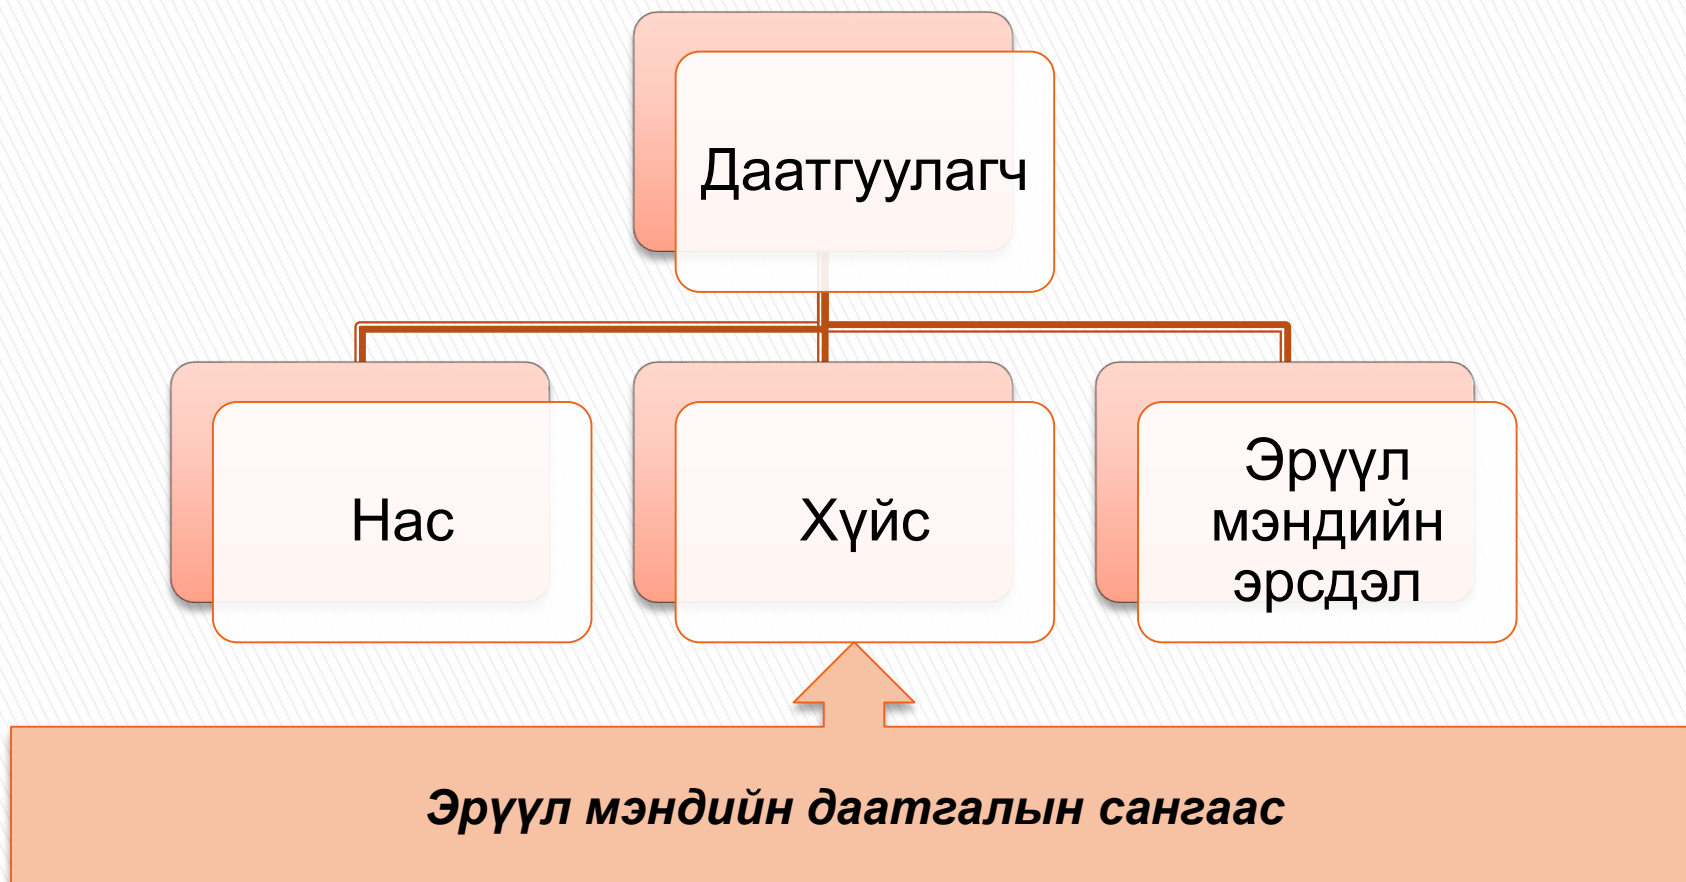 Даатгуулагч
Нас
Хүйс
Эрүүл
мэндийн
эрсдэл
Эрүүл мэндийн даатгалын сангаас